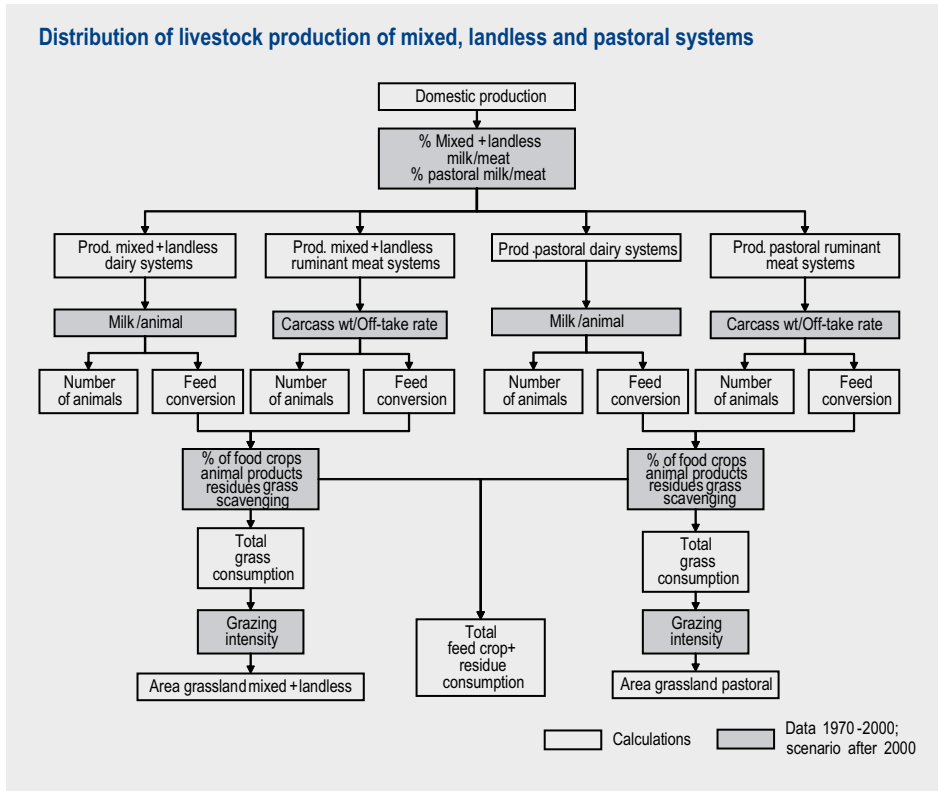 Distribution of livestock production of mixed, landless and pastoral systems
Domestic production
% Mixed +landless
milk/meat
% pastoral milk/meat
Prod. mixed +landless
dairy systems
Prod. mixed +landless
ruminant meat systems
Prod .pastoral dairy systems
Prod. pastoral ruminant
meat systems
Milk /animal
Carcass wt/Off-take rate
Milk /animal
Carcass wt/Off-take rate
Number
of animals
Feed
conversion
Number
of animals
Feed
conversion
Number
of animals
Feed
conversion
Number
of animals
Feed
conversion
% of food crops
animal products
residues grass
scavenging
% of food crops
animal products
residues grass
scavenging
Total
grass
consumption
Total
grass
consumption
Grazing
intensity
Total
feed crop+
residue
consumption
Grazing
intensity
Area grassland mixed +landless
Area grassland pastoral
Calculations
Data 1970 -2000;
scenario after 2000